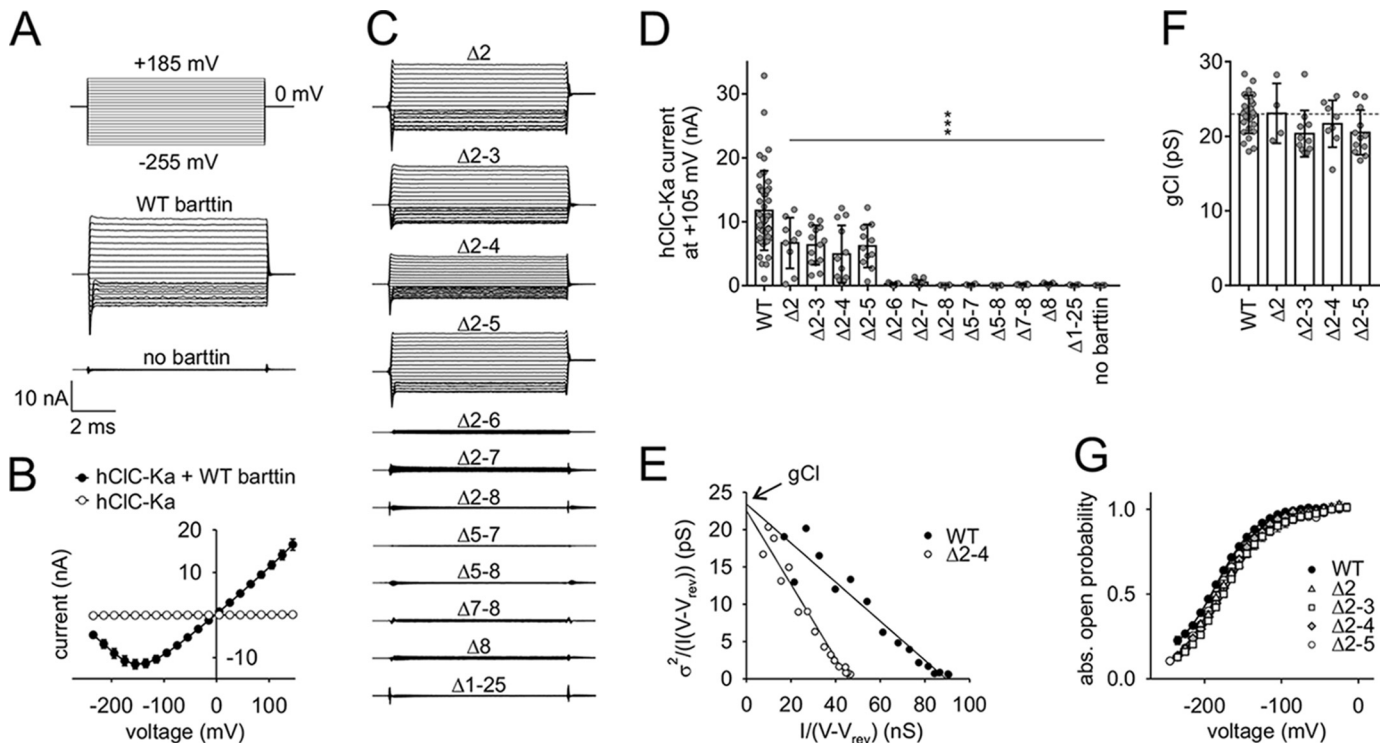 A
+185 mV
0 mV
-255 mV
WT barttin
no barttin
10 nA
2 ms
B
hClC-Ka + WT barttin
hClC-Ka
current (nA)
20
10
0
-10
-200
-100
0
100
voltage (mV)
C
Δ2
Δ2-3
Δ2-4
Δ2-5
Δ2-6
Δ2-7
Δ2-8
Δ5-7
Δ5-8
Δ7-8
Δ8
Δ1-25
D
hClC-Ka current
at +105 mV (nA)
30
20
10
0
***
WT
Δ2
Δ2-3
Δ2-4
Δ2-5
Δ2-6
Δ2-7
Δ2-8
Δ5-7
Δ5-8
Δ7-8
Δ8
Δ1-25
no barttin
E
gCl
σ²/(I/(V-Vrev)) (pS)
25
20
15
10
5
0
WT
Δ2-4
0
20
40
60
80
100
I/(V-Vrev) (nS)
F
gCl (pS)
30
20
10
0
WT
Δ2
Δ2-3
Δ2-4
Δ2-5
G
abs. open probability
1.0
0.5
0.0
WT
Δ2
Δ2-3
Δ2-4
Δ2-5
-200
-100
0
voltage (mV)